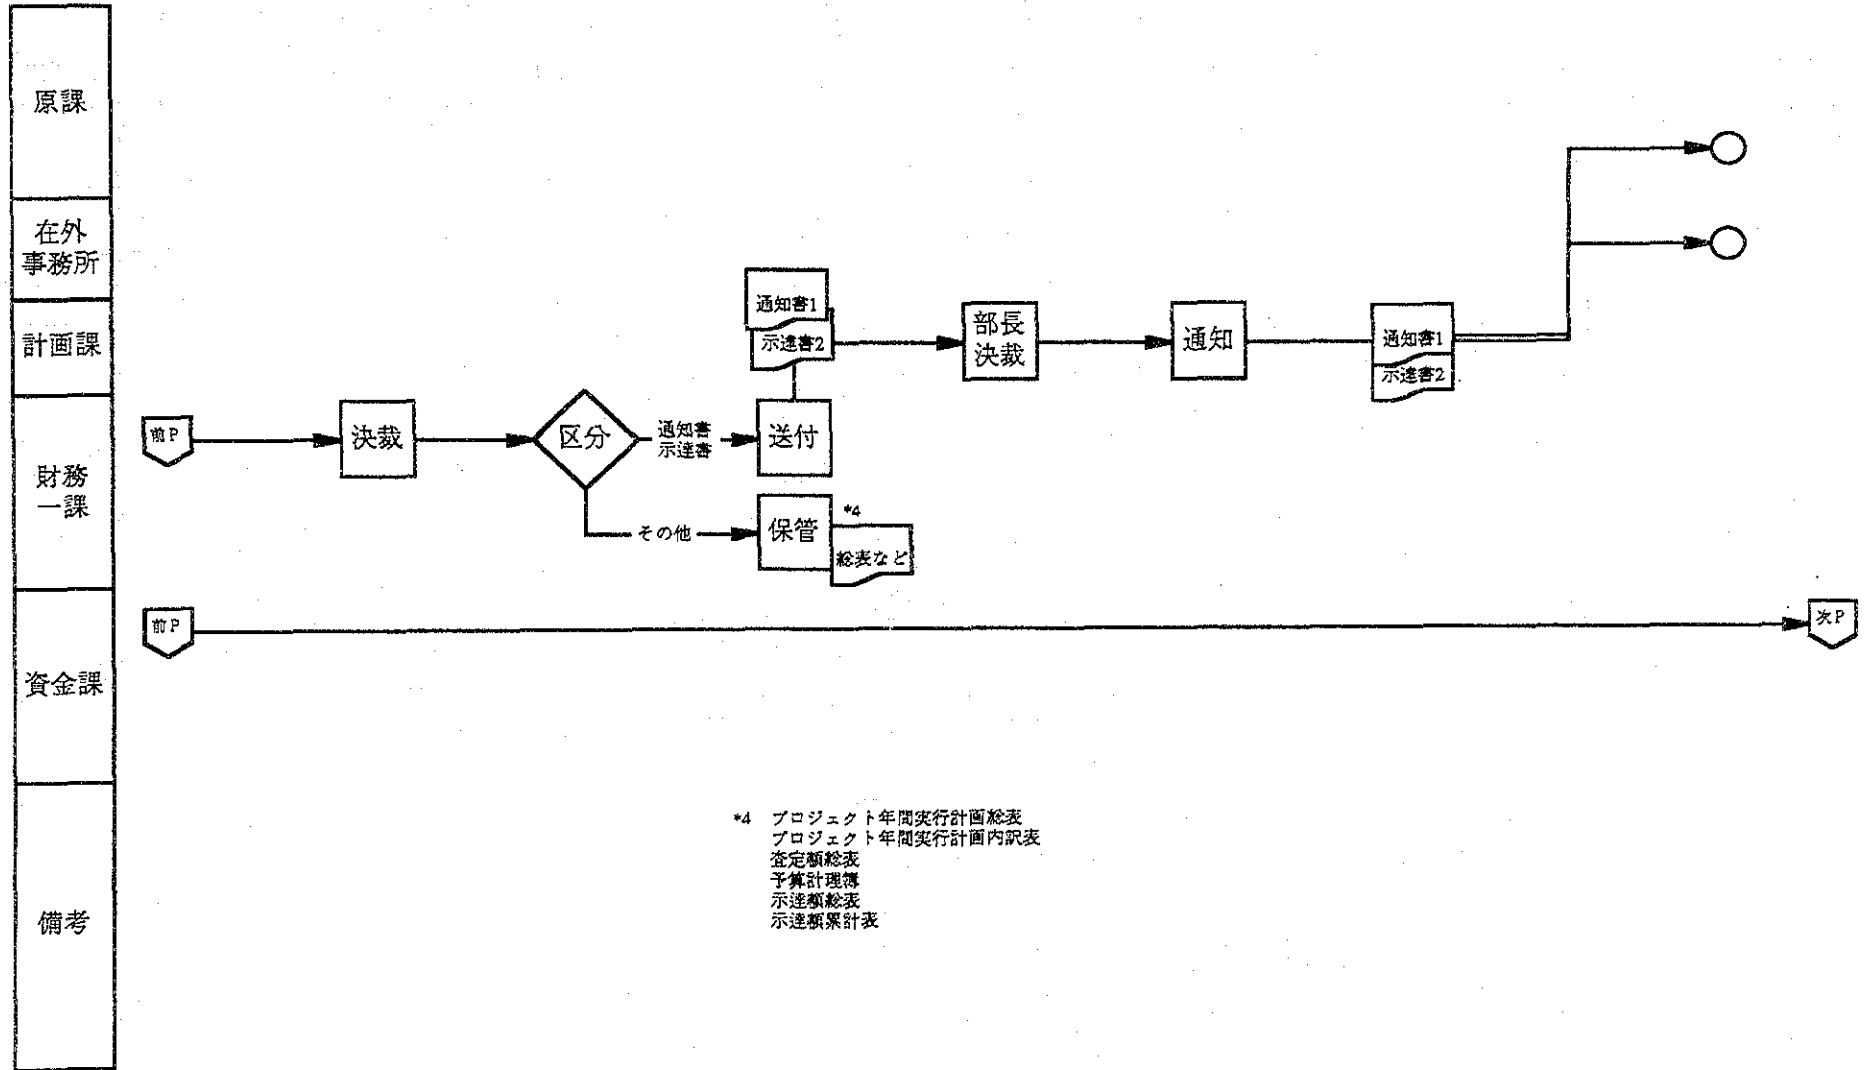 原課
在外
事務所
計画課
財務
一課
資金課
備考
通知書1
示達書2
部長
決裁
通知
通知書1
示達書2
前P
決裁
区分
通知書
示達書
送付
その他
保管
*4
総表など
前P
次P
*4 プロジェクト年間実行計画総表
プロジェクト年間実行計画内訳表
査定額総表
予算計理簿
示達額総表
示達額累計表